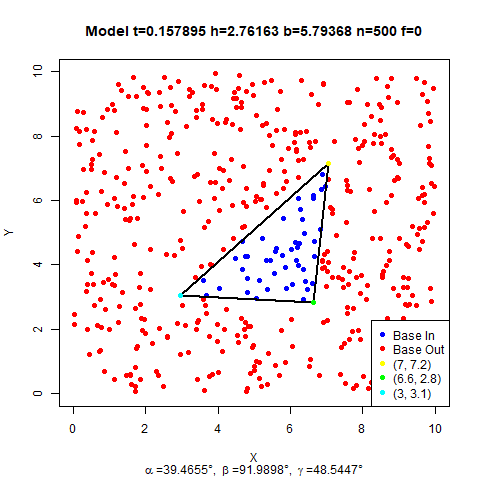 Model t=0.157895 h=2.76163 b=5.79368 n=500 f=0
10
8
6
4
2
0
Y
Base In
Base Out
(7, 7.2)
(6.6, 2.8)
(3, 3.1)
0 2 4 6 8 10
X
α=39.4655°, β=91.9898°, γ=48.5447°